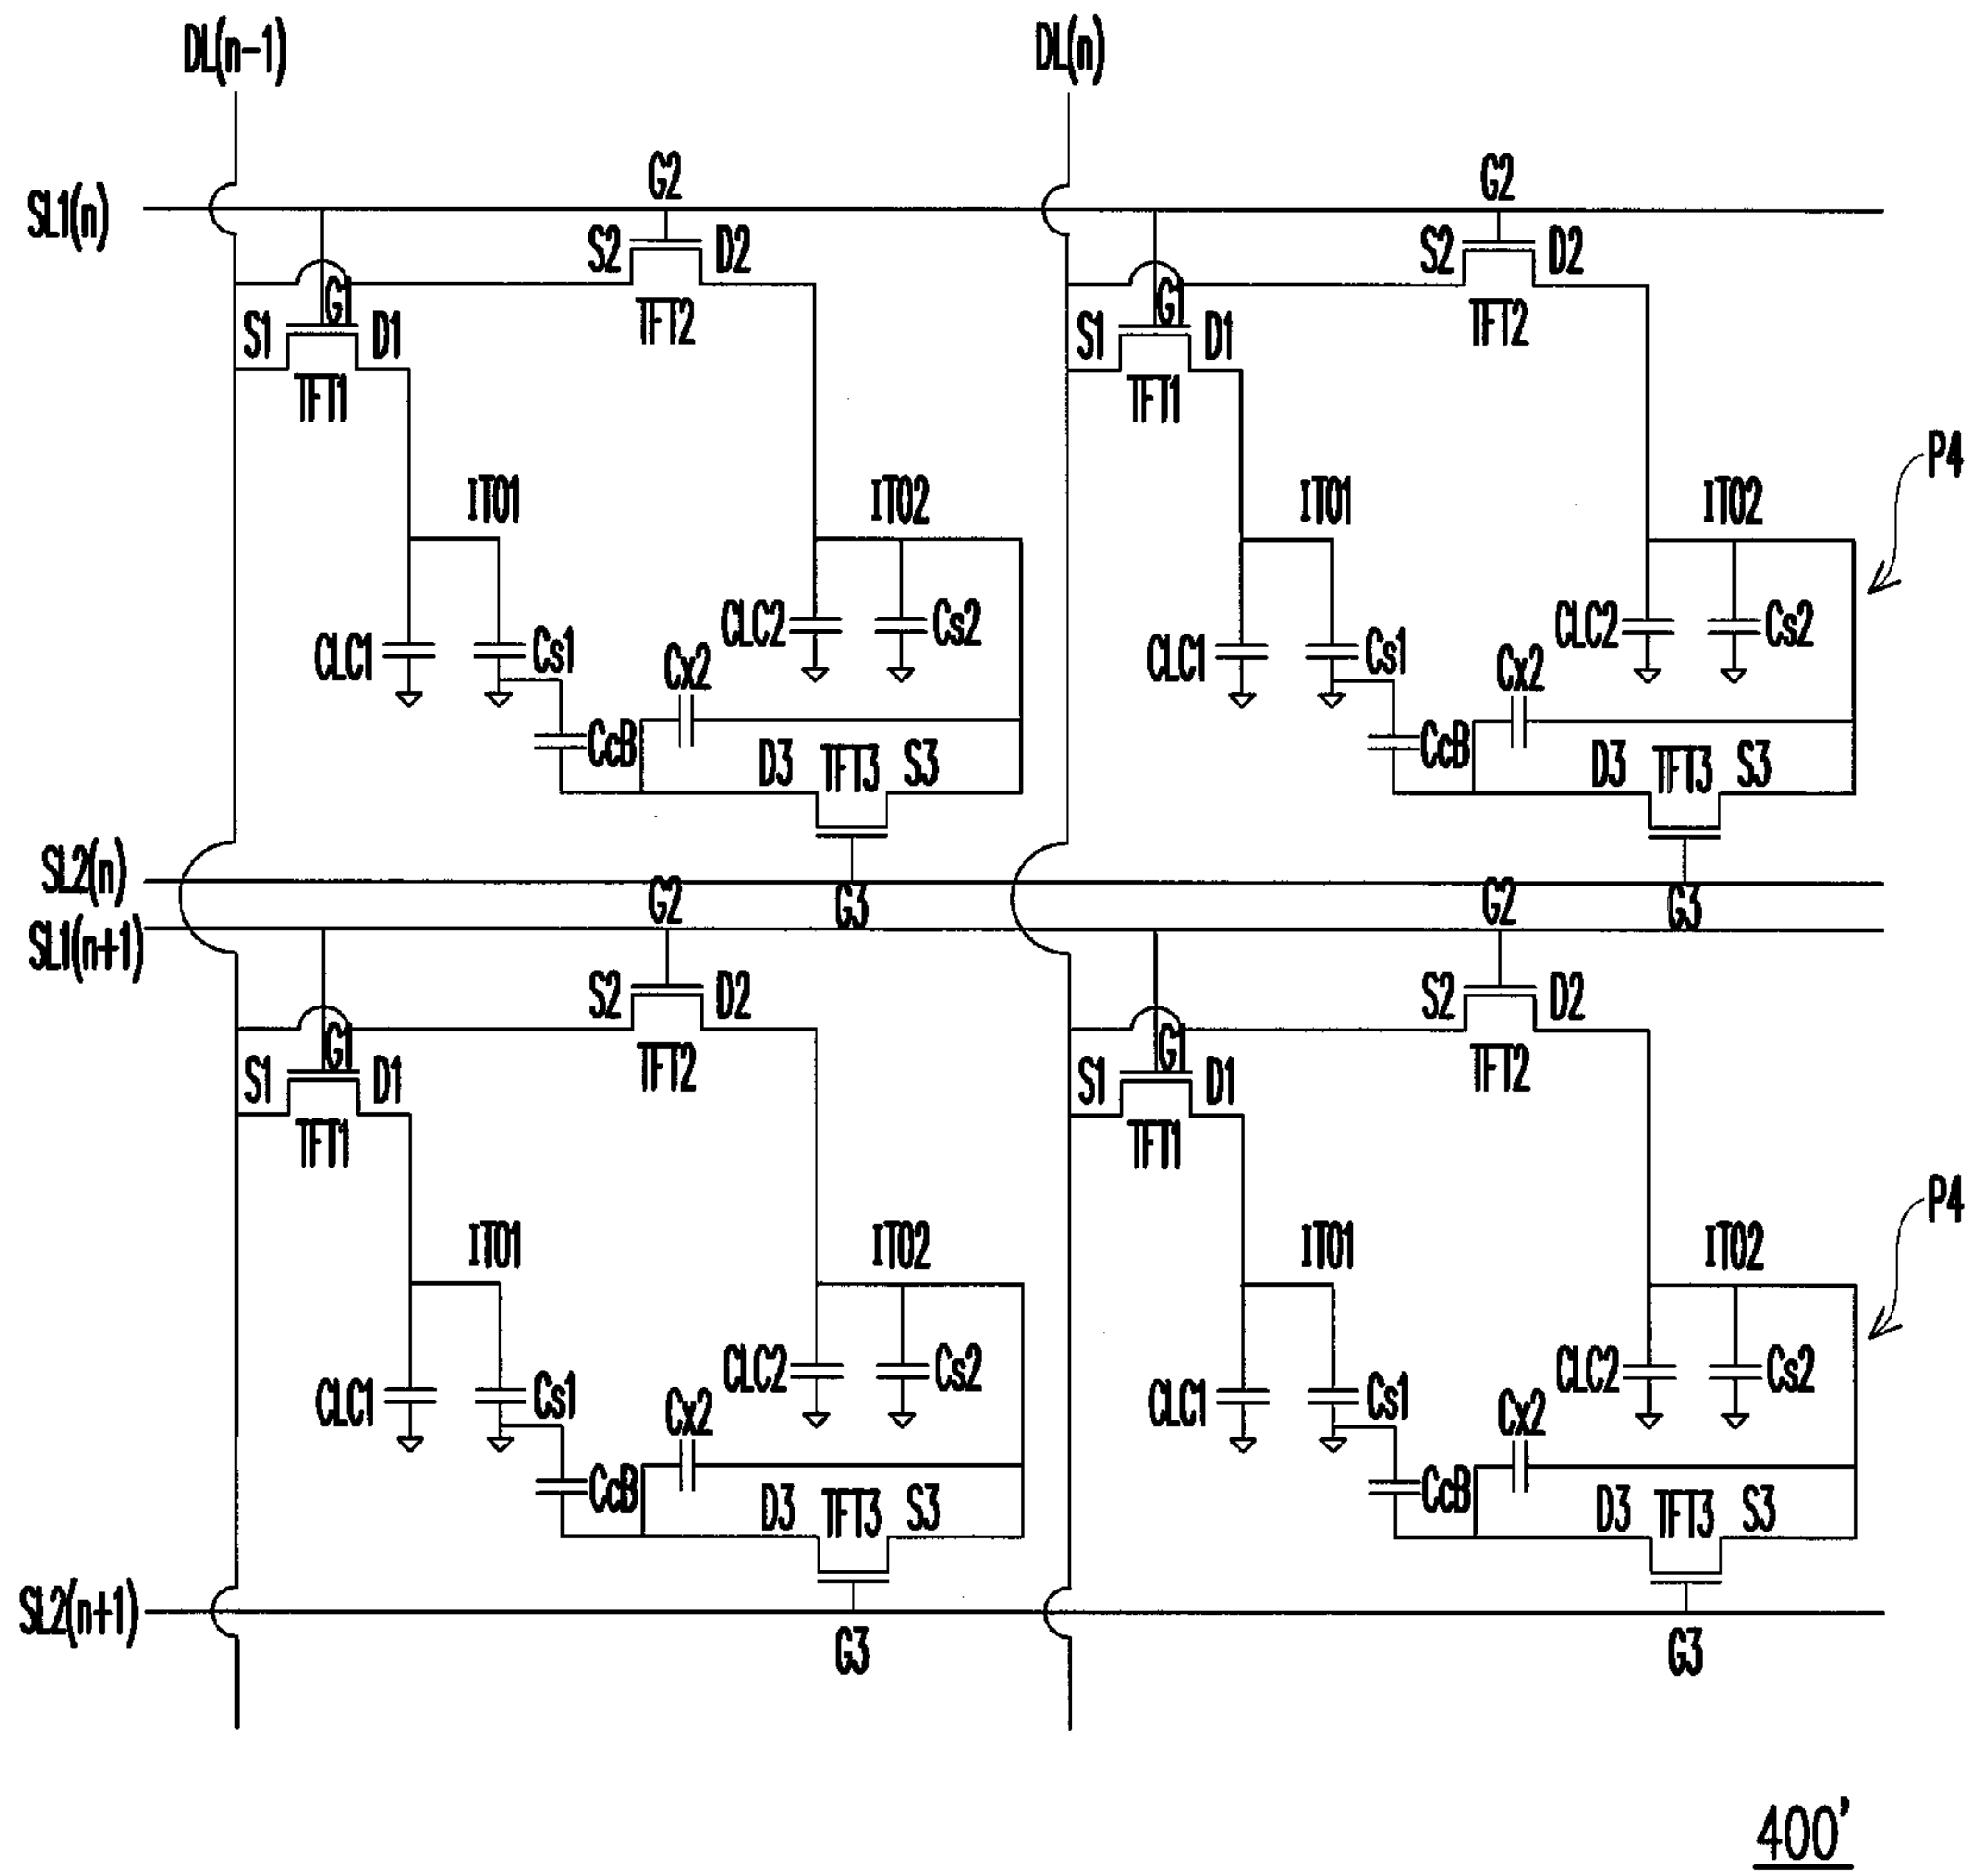 DL(n-1) DL(n)
SL1(n) G2 G2
S2 D2 S2 D2
G1 G1
S1 D1 TFT2 S1 D1 TFT2
TFT1 TFT1
P4
ITO1 ITO2 ITO1 ITO2
CLC1 Cs1 CLC2 Cs2 CLC1 Cs1 CLC2 Cs2
Cx2 Cx2
CcB D3 TFT3 S3 CcB D3 TFT3 S3
SL2(n)
G2 G3 G2 G3
SL1(n+1)
S2 D2 S2 D2
G1 G1
S1 D1 TFT2 S1 D1 TFT2
TFT1 TFT1
P4
ITO1 ITO2 ITO1 ITO2
CLC1 Cs1 CLC2 Cs2 CLC1 Cs1 CLC2 Cs2
Cx2 Cx2
CcB D3 TFT3 S3 CcB D3 TFT3 S3
SL2(n+1)
G3 G3
400'